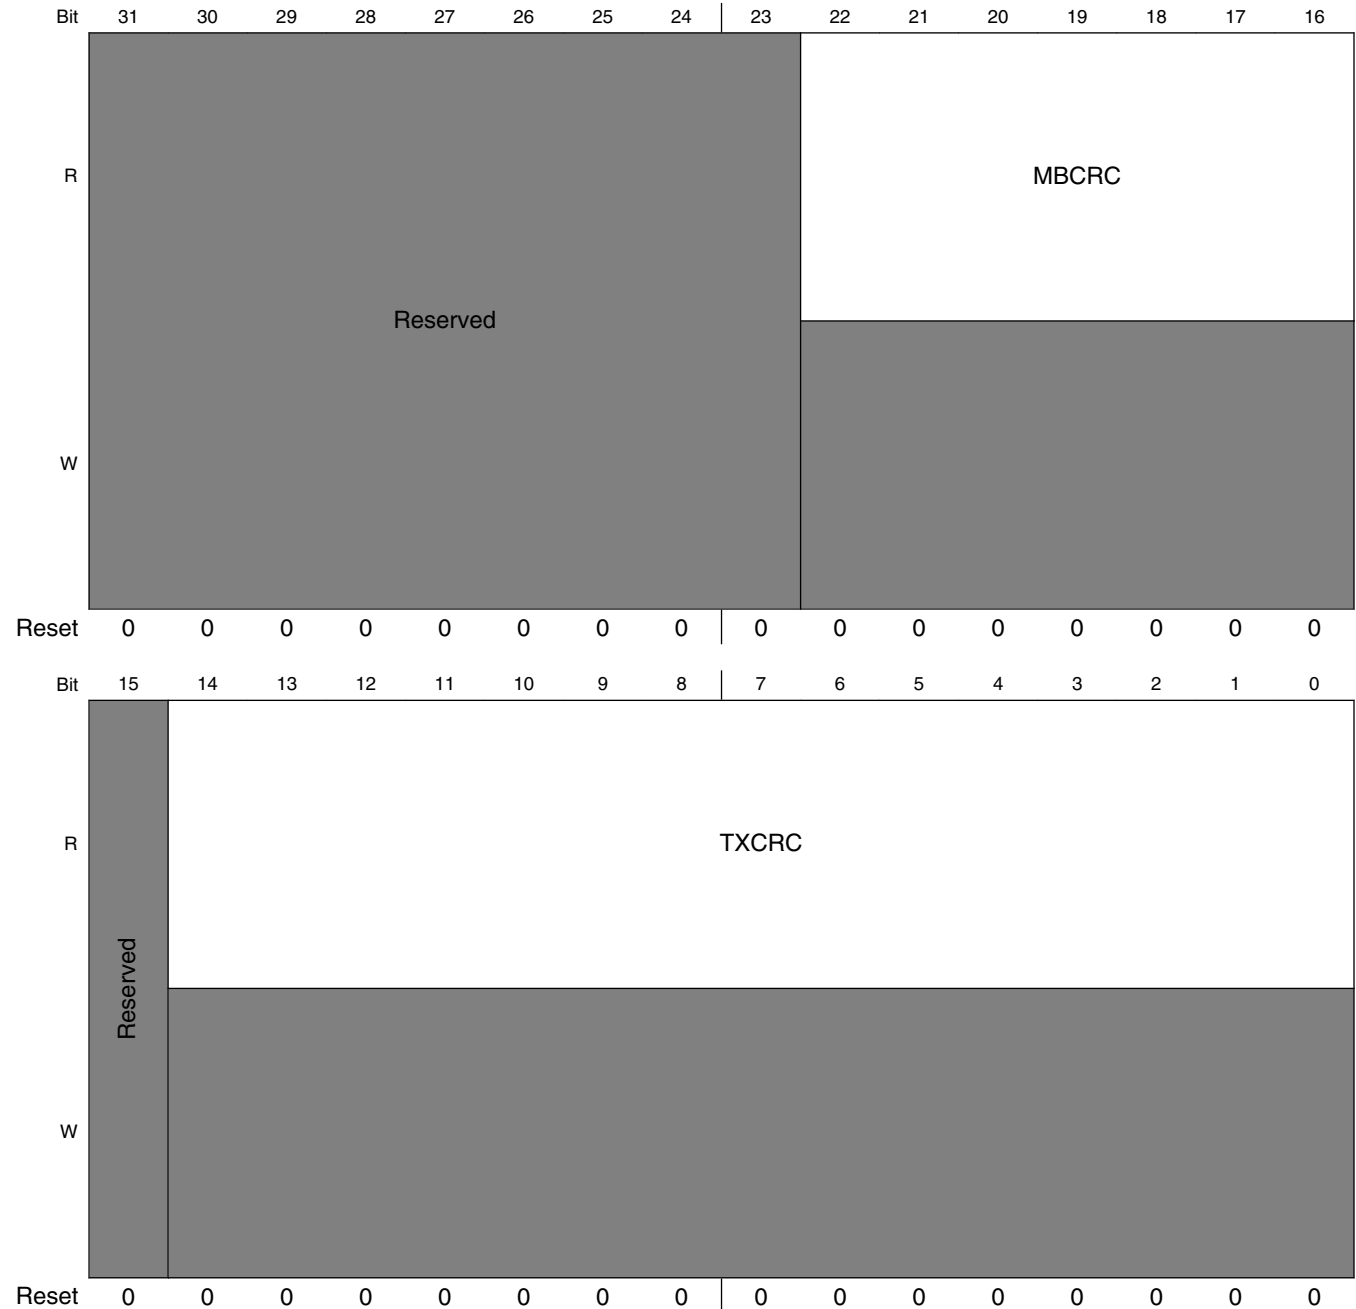 Bit 31 30 29 28 27 26 25 24 23 22 21 20 19 18 17 16
R MBCRC
Reserved
W
Reset 0 0 0 0 0 0 0 0 0 0 0 0 0 0 0 0
Bit 15 14 13 12 11 10 9 8 7 6 5 4 3 2 1 0
R TXCRC
Reserved
W
Reset 0 0 0 0 0 0 0 0 0 0 0 0 0 0 0 0